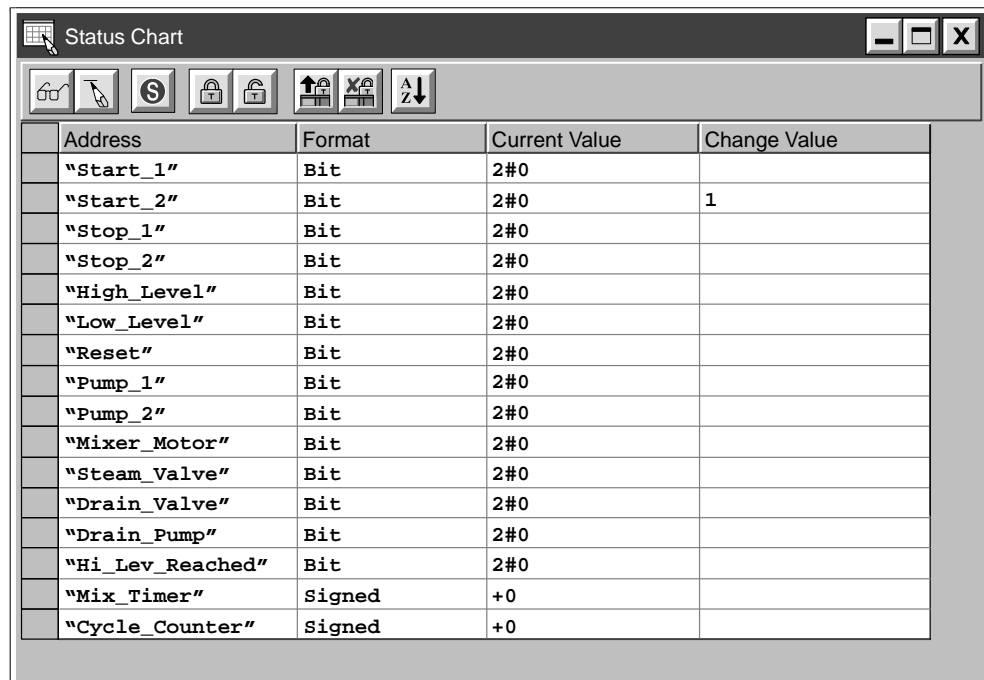 Status Chart
S
A
Z
Address Format Current Value Change Value
“Start_1” Bit 2#0
“Start_2” Bit 2#0 1
“Stop_1” Bit 2#0
“Stop_2” Bit 2#0
“High_Level” Bit 2#0
“Low_Level” Bit 2#0
“Reset” Bit 2#0
“Pump_1” Bit 2#0
“Pump_2” Bit 2#0
“Mixer_Motor” Bit 2#0
“Steam_Valve” Bit 2#0
“Drain_Valve” Bit 2#0
“Drain_Pump” Bit 2#0
“Hi_Lev_Reached” Bit 2#0
“Mix_Timer” Signed +0
“Cycle_Counter” Signed +0